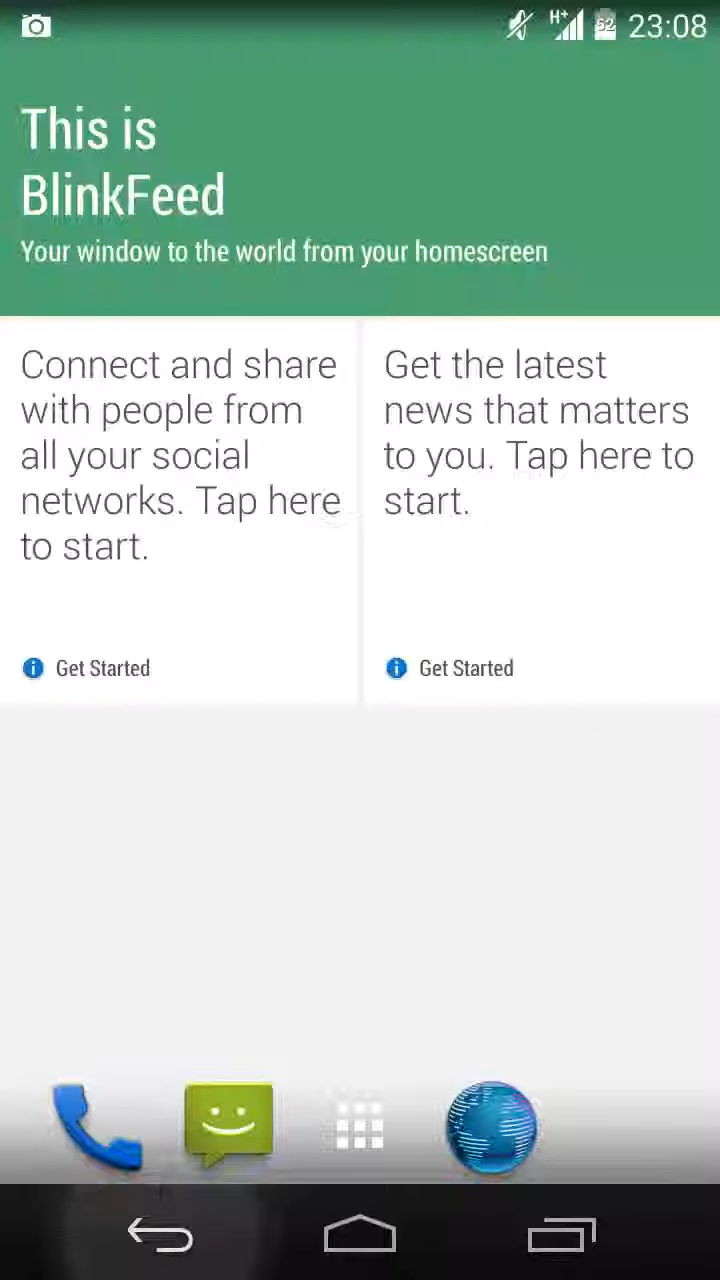 H+ 52 23:08
This is
BlinkFeed
Your window to the world from your homescreen
Connect and share
with people from
all your social
networks. Tap here
to start.
Get Started
Get the latest
news that matters
to you. Tap here to
start.
Get Started